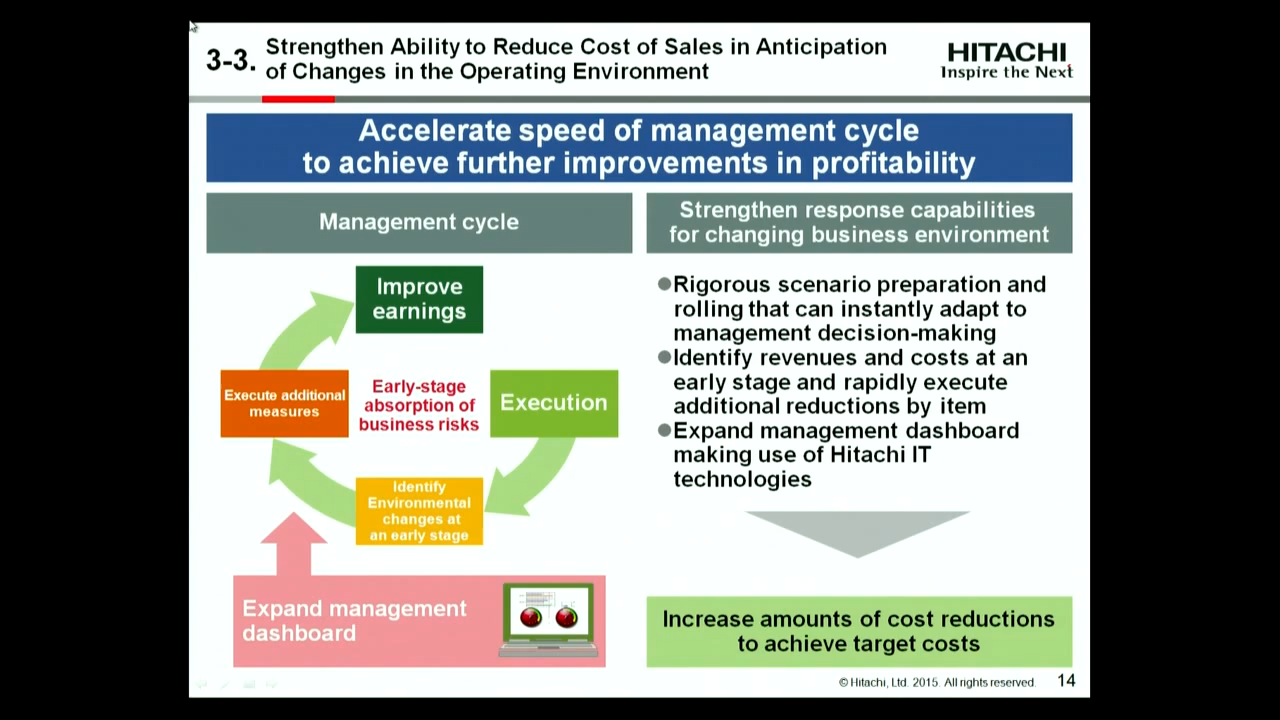 3-3.
Strengthen Ability to Reduce Cost of Sales in Anticipation
of Changes in the Operating Environment
HITACHI
Inspire the Next
Accelerate speed of management cycle
to achieve further improvements in profitability
Management cycle
Improve
earnings
Execute additional
measures
Early-stage
absorption of
business risks
Execution
Identify
Environmental
changes at
an early stage
Expand management
dashboard
Strengthen response capabilities
for changing business environment
●Rigorous scenario preparation and
rolling that can instantly adapt to
management decision-making
●Identify revenues and costs at an
early stage and rapidly execute
additional reductions by item
●Expand management dashboard
making use of Hitachi IT
technologies
Increase amounts of cost reductions
to achieve target costs
© Hitachi, Ltd. 2015. All rights reserved.
14